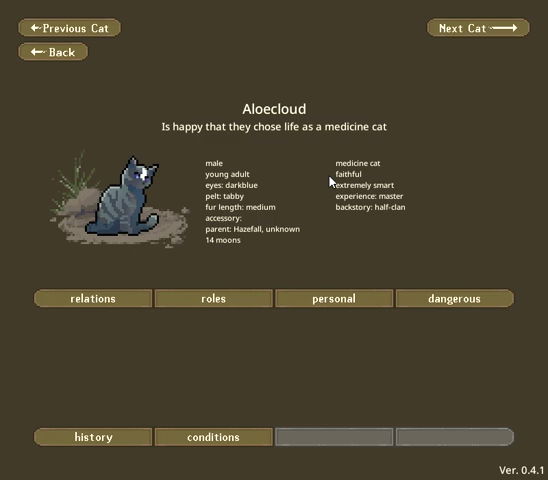 Previous Cat
Next Cat
Back
Aloecloud
Is happy that they chose life as a medicine cat
male
young adult
eyes: darkblue
pelt: tabby
fur length: medium
accessory:
parent: Hazefall, unknown
14 moons
medicine cat
faithful
extremely smart
experience: master
backstory: half-clan
relations
roles
personal
dangerous
history
conditions
Ver. 0.4.1